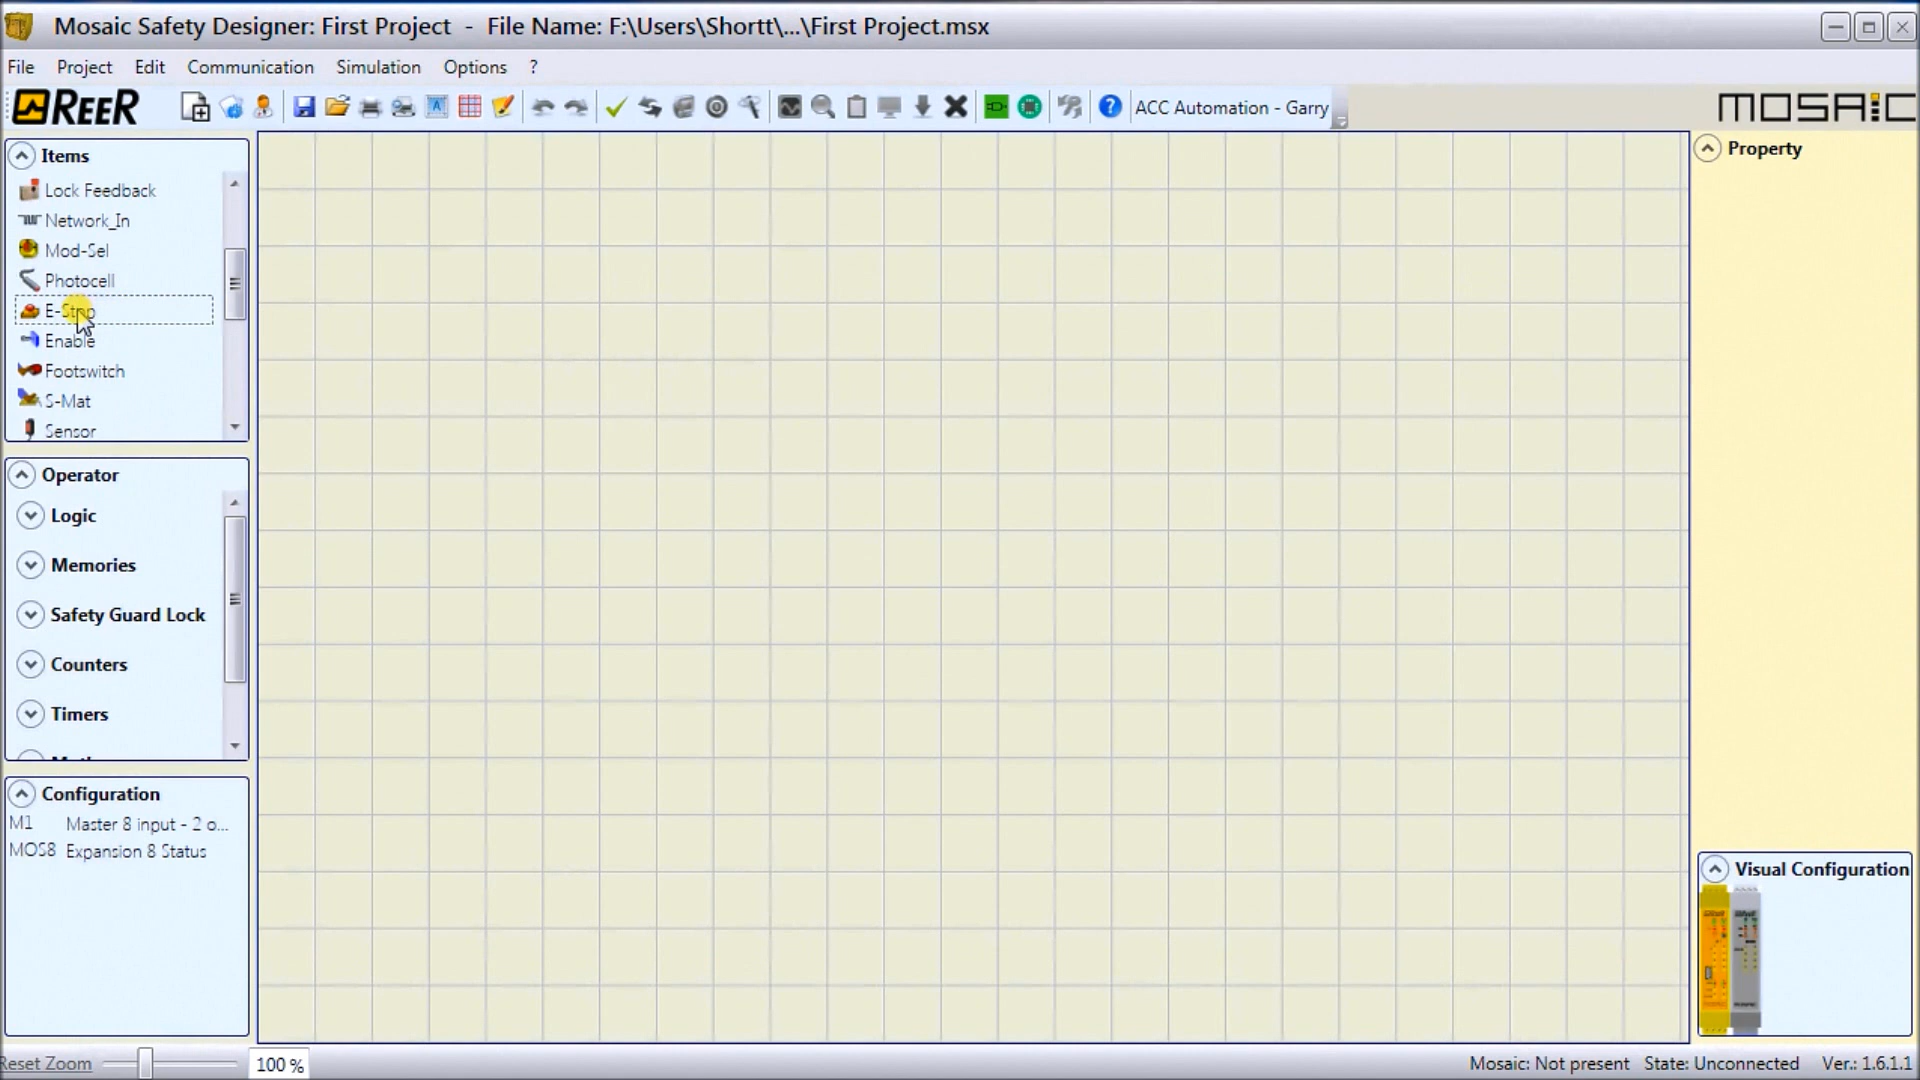 Mosaic Safety Designer: First Project - File Name: F:\Users\Shortt\...\First Project.msx
File Project Edit Communication Simulation Options ?
REER
ACC Automation - Garry
MOSAIC
Items
Lock Feedback
Network_In
Mod-Sel
Photocell
E-Stop
Enable
Footswitch
S-Mat
Sensor
Operator
Logic
Memories
Safety Guard Lock
Counters
Timers
Configuration
M1 Master 8 input - 2 o...
MOS8 Expansion 8 Status
Property
Visual Configuration
Reset Zoom
100 %
Mosaic: Not present State: Unconnected Ver.: 1.6.1.1